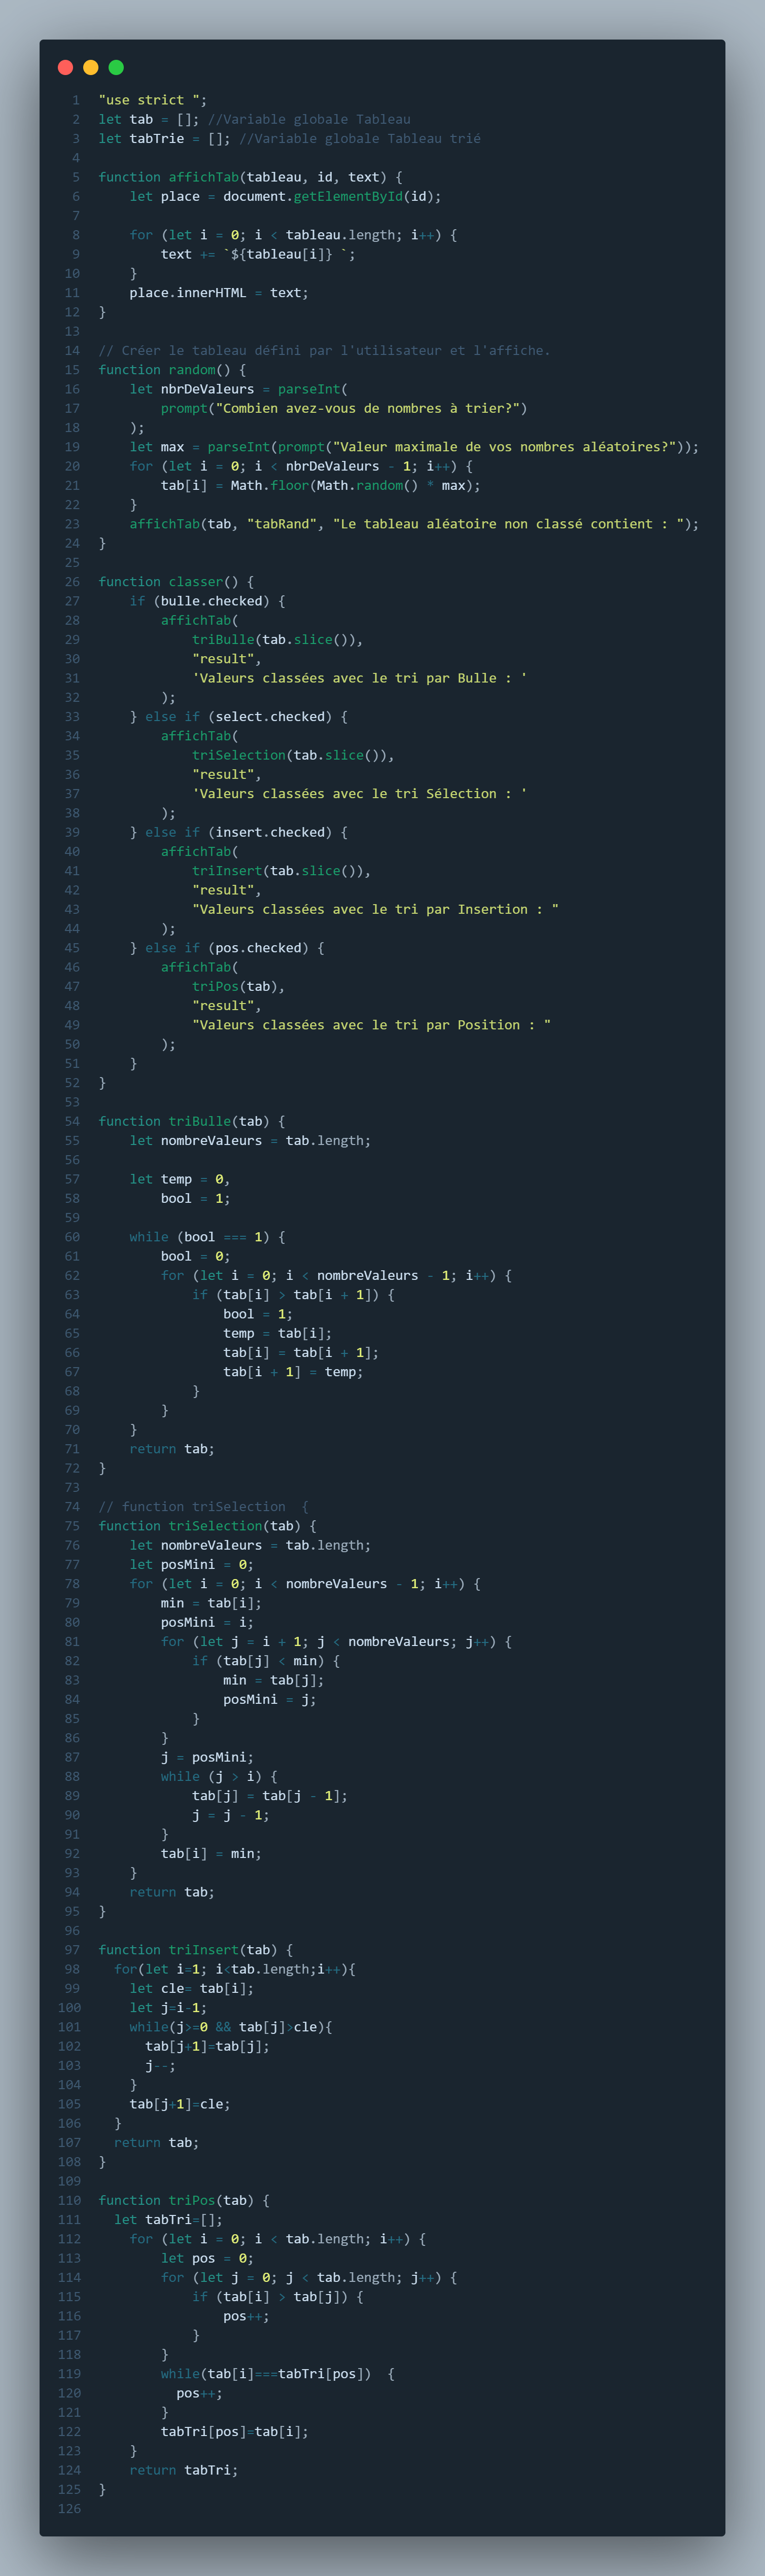 1 "use strict ";
2 let tab = []; //Variable globale Tableau
3 let tabTrie = []; //Variable globale Tableau trié
4
5 function affichTab(tableau, id, text) {
6     let place = document.getElementById(id);
7
8     for (let i = 0; i < tableau.length; i++) {
9         text += `${tableau[i]} `;
10     }
11     place.innerHTML = text;
12 }
13
14 // Créer le tableau défini par l'utilisateur et l'affiche.
15 function random() {
16     let nbrDeValeurs = parseInt(
17         prompt("Combien avez-vous de nombres à trier?")
18     );
19     let max = parseInt(prompt("Valeur maximale de vos nombres aléatoires?"));
20     for (let i = 0; i < nbrDeValeurs - 1; i++) {
21         tab[i] = Math.floor(Math.random() * max);
22     }
23     affichTab(tab, "tabRand", "Le tableau aléatoire non classé contient : ");
24 }
25
26 function classer() {
27     if (bulle.checked) {
28         affichTab(
29             triBulle(tab.slice()),
30             "result",
31             'Valeurs classées avec le tri par Bulle : '
32         );
33     } else if (select.checked) {
34         affichTab(
35             triSelection(tab.slice()),
36             "result",
37             'Valeurs classées avec le tri Sélection : '
38         );
39     } else if (insert.checked) {
40         affichTab(
41             triInsert(tab.slice()),
42             "result",
43             "Valeurs classées avec le tri par Insertion : "
44         );
45     } else if (pos.checked) {
46         affichTab(
47             triPos(tab),
48             "result",
49             "Valeurs classées avec le tri par Position : "
50         );
51     }
52 }
53
54 function triBulle(tab) {
55     let nombreValeurs = tab.length;
56
57     let temp = 0,
58         bool = 1;
59
60     while (bool === 1) {
61         bool = 0;
62         for (let i = 0; i < nombreValeurs - 1; i++) {
63             if (tab[i] > tab[i + 1]) {
64                 bool = 1;
65                 temp = tab[i];
66                 tab[i] = tab[i + 1];
67                 tab[i + 1] = temp;
68             }
69         }
70     }
71     return tab;
72 }
73
74 // function triSelection  {
75 function triSelection(tab) {
76     let nombreValeurs = tab.length;
77     let posMini = 0;
78     for (let i = 0; i < nombreValeurs - 1; i++) {
79         min = tab[i];
80         posMini = i;
81         for (let j = i + 1; j < nombreValeurs; j++) {
82             if (tab[j] < min) {
83                 min = tab[j];
84                 posMini = j;
85             }
86         }
87         j = posMini;
88         while (j > i) {
89             tab[j] = tab[j - 1];
90             j = j - 1;
91         }
92         tab[i] = min;
93     }
94     return tab;
95 }
96
97 function triInsert(tab) {
98   for(let i=1; i<tab.length;i++){
99     let cle= tab[i];
100     let j=i-1;
101     while(j>=0 && tab[j]>cle){
102       tab[j+1]=tab[j];
103       j--;
104     }
105     tab[j+1]=cle;
106   }
107   return tab;
108 }
109
110 function triPos(tab) {
111   let tabTri=[];
112     for (let i = 0; i < tab.length; i++) {
113         let pos = 0;
114         for (let j = 0; j < tab.length; j++) {
115             if (tab[i] > tab[j]) {
116                 pos++;
117             }
118         }
119         while(tab[i]===tabTri[pos])  {
120           pos++;
121         }
122         tabTri[pos]=tab[i];
123     }
124     return tabTri;
125 }
126